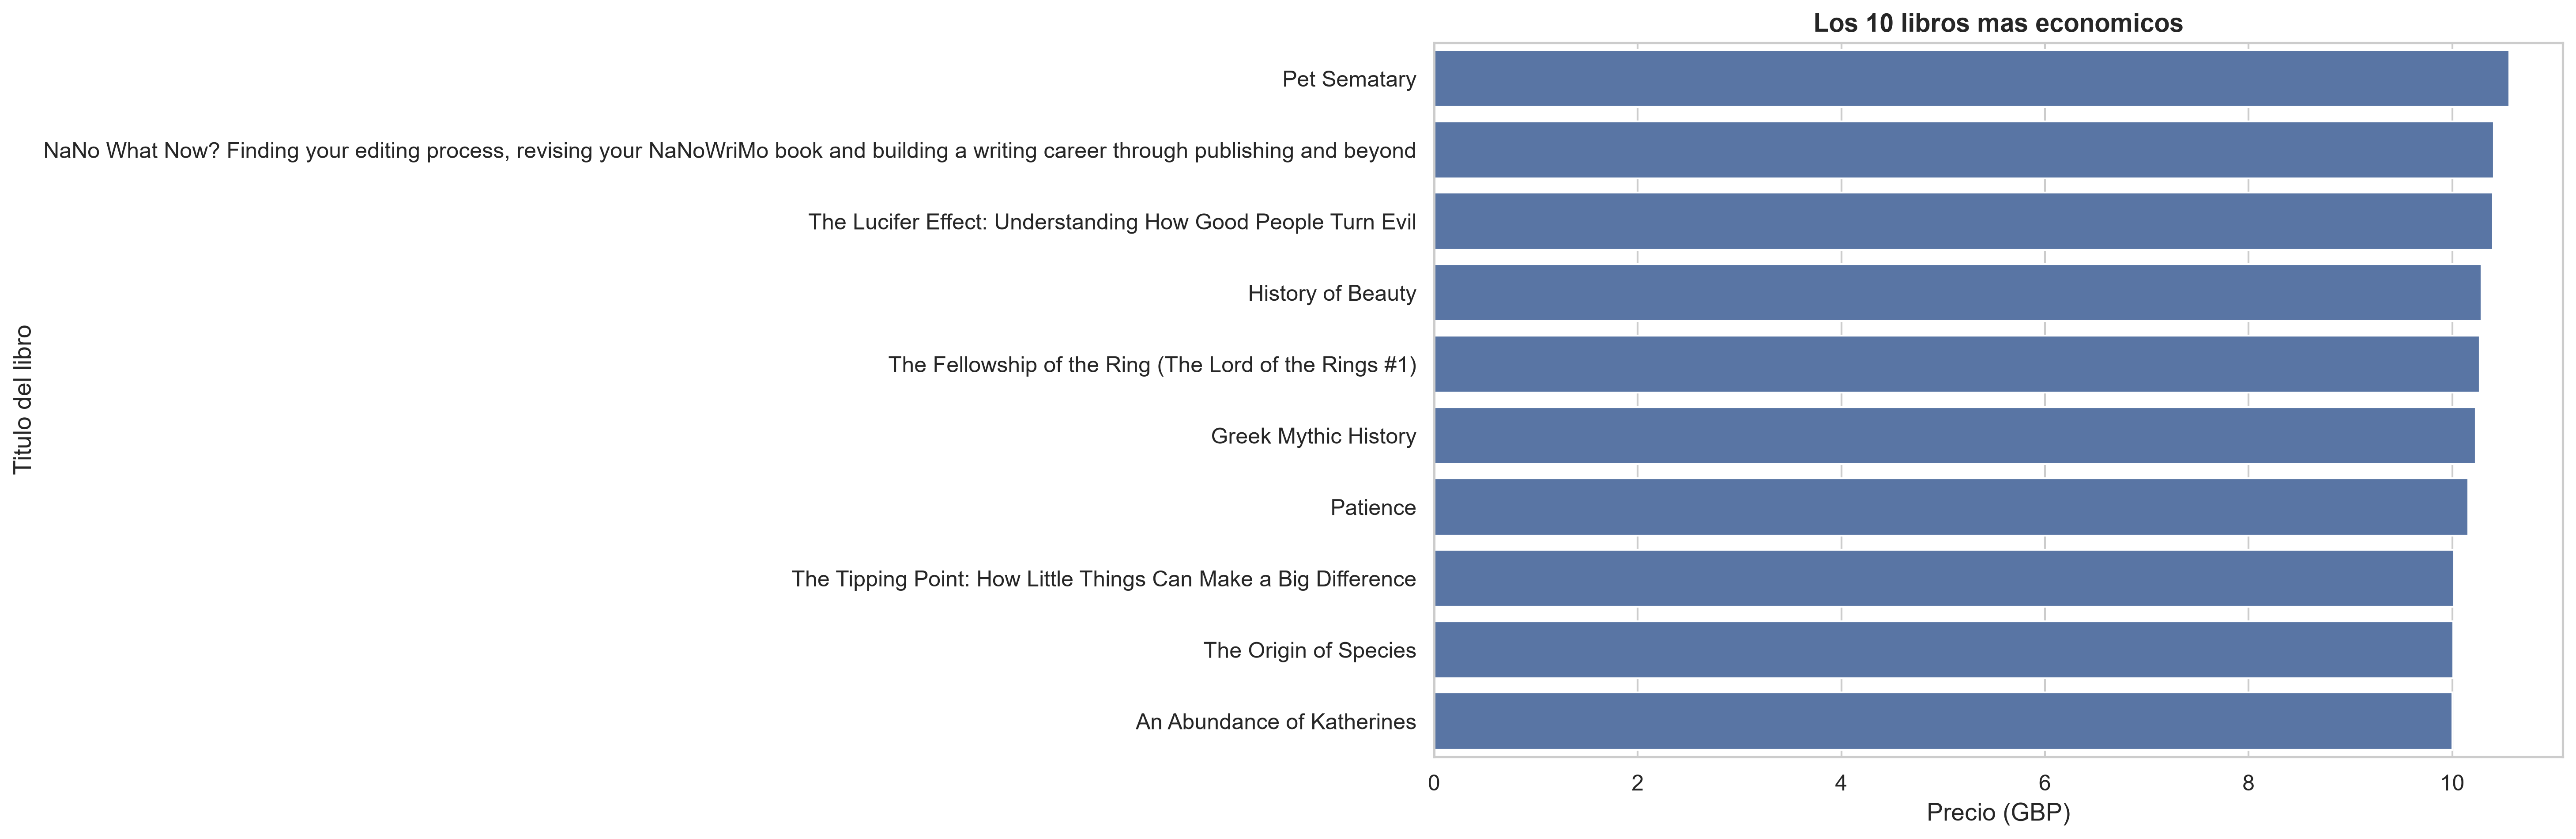 Los 10 libros mas economicos
Titulo del libro
Pet Sematary
NaNo What Now? Finding your editing process, revising your NaNoWriMo book and building a writing career through publishing and beyond
The Lucifer Effect: Understanding How Good People Turn Evil
History of Beauty
The Fellowship of the Ring (The Lord of the Rings #1)
Greek Mythic History
Patience
The Tipping Point: How Little Things Can Make a Big Difference
The Origin of Species
An Abundance of Katherines
0 2 4 6 8 10
Precio (GBP)